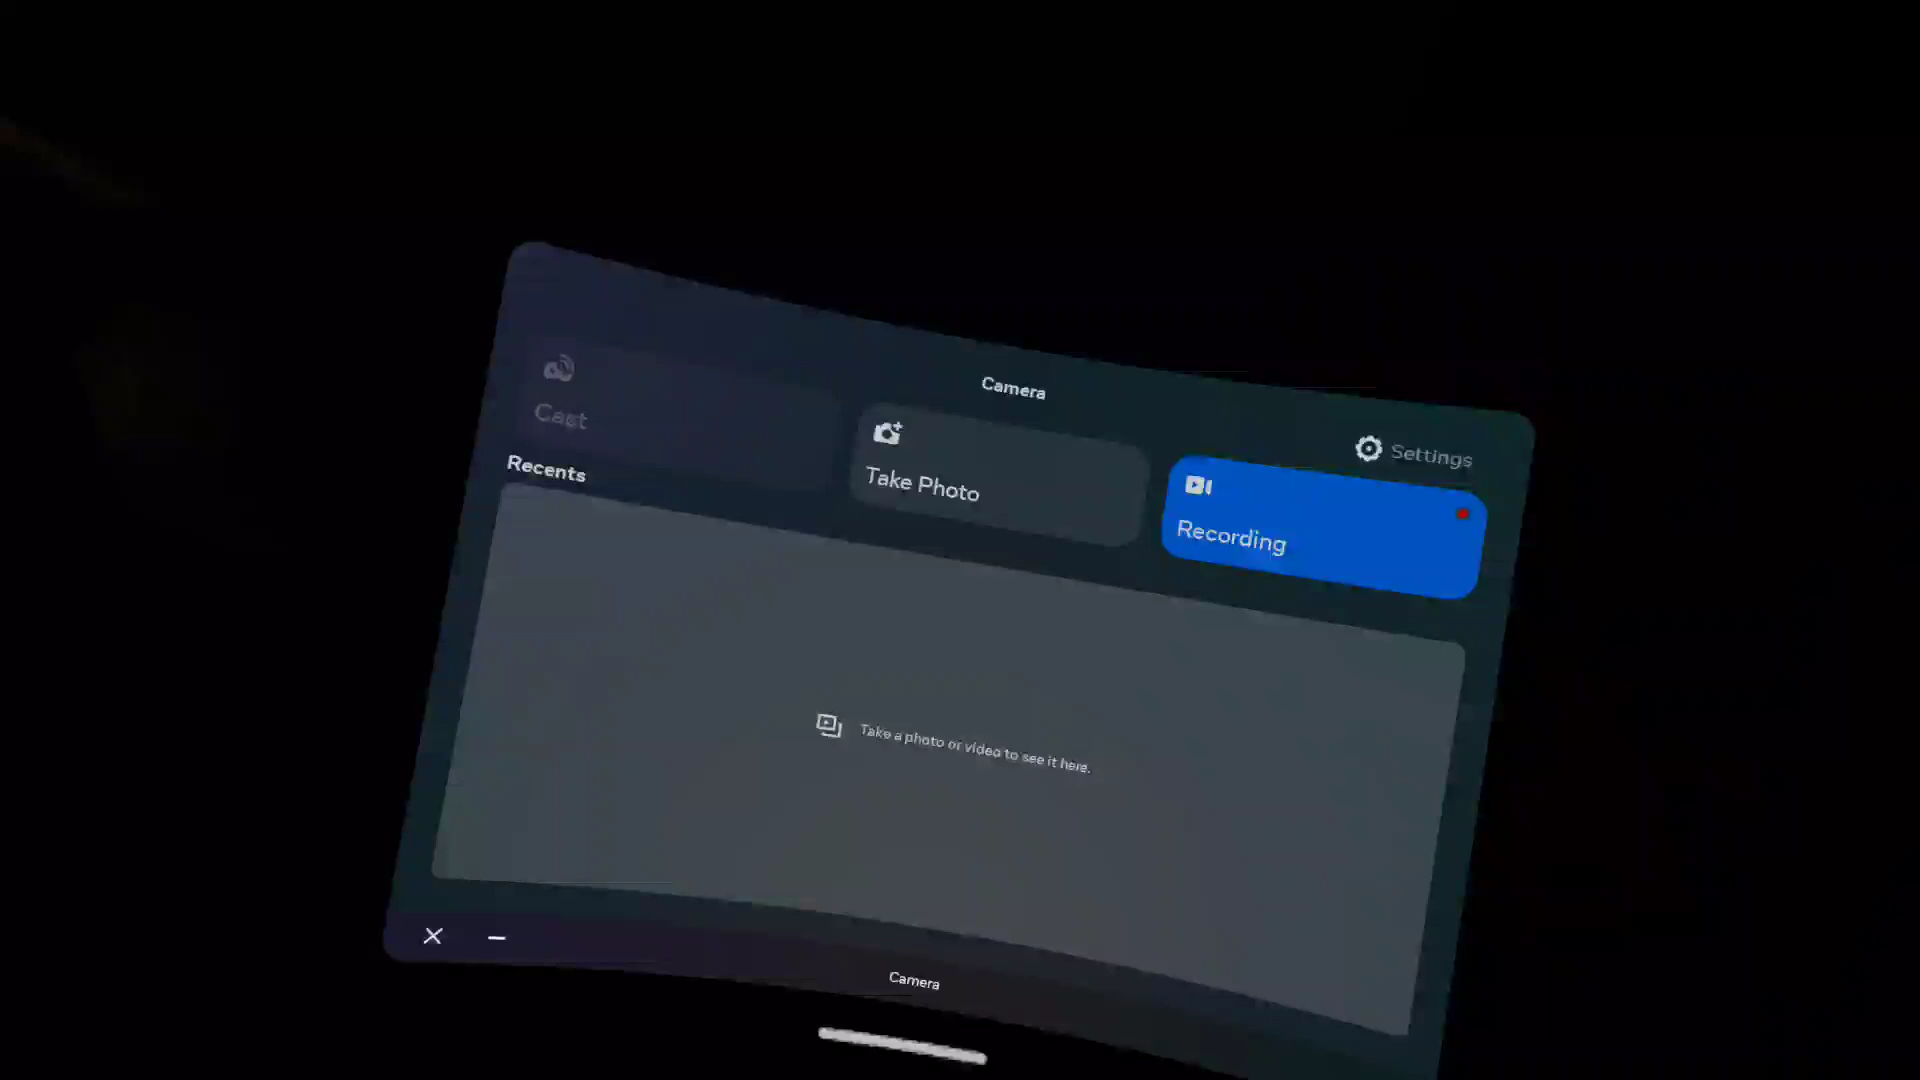 Camera
Settings
Cast
Take Photo
Recording
Recents
Take a photo or video to see it here.
Camera